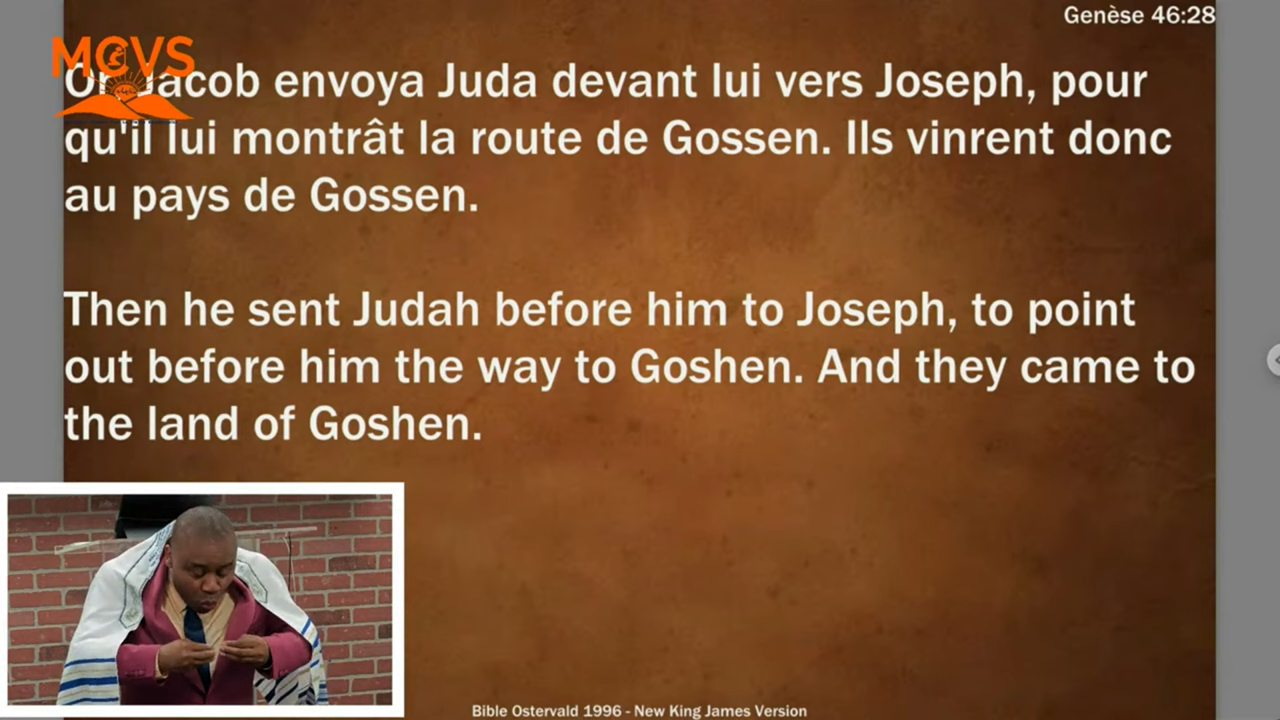 Genèse 46:28
MCVS
Or Jacob envoya Juda devant lui vers Joseph, pour
qu'il lui montrât la route de Gossen. Ils vinrent donc
au pays de Gossen.
Then he sent Judah before him to Joseph, to point
out before him the way to Goshen. And they came to
the land of Goshen.
Bible Ostervald 1996 - New King James Version